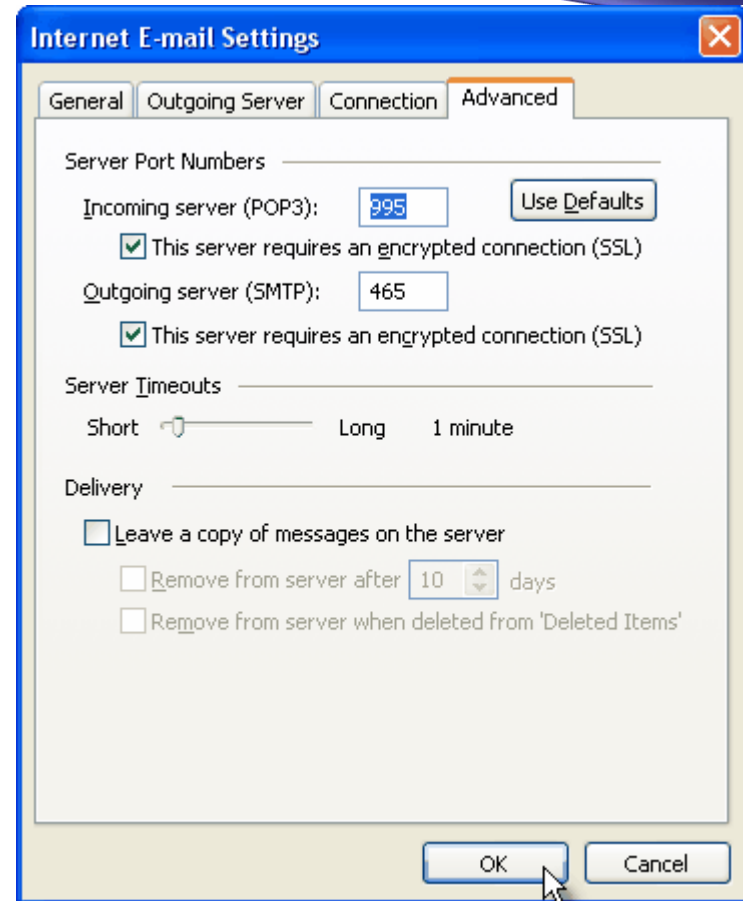 Internet E-mail Settings
General Outgoing Server Connection Advanced
Server Port Numbers
Incoming server (POP3): 995 Use Defaults
This server requires an encrypted connection (SSL)
Outgoing server (SMTP): 465
This server requires an encrypted connection (SSL)
Server Timeouts
Short Long 1 minute
Delivery
Leave a copy of messages on the server
Remove from server after 10 days
Remove from server when deleted from 'Deleted Items'
OK Cancel